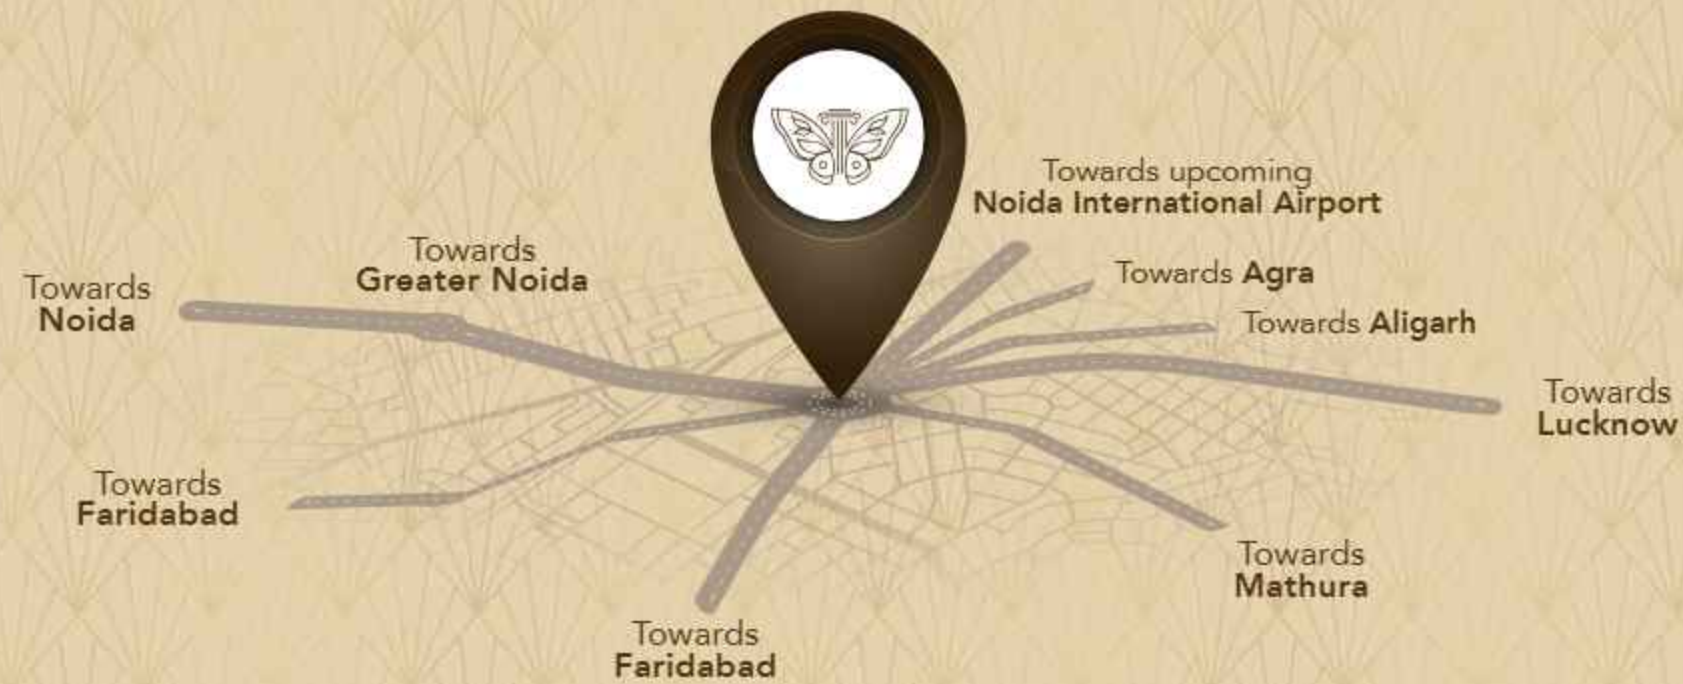 Towards upcoming
Noida International Airport
Towards
Greater Noida
Towards
Noida
Towards Agra
Towards Aligarh
Towards
Lucknow
Towards
Faridabad
Towards
Mathura
Towards
Faridabad